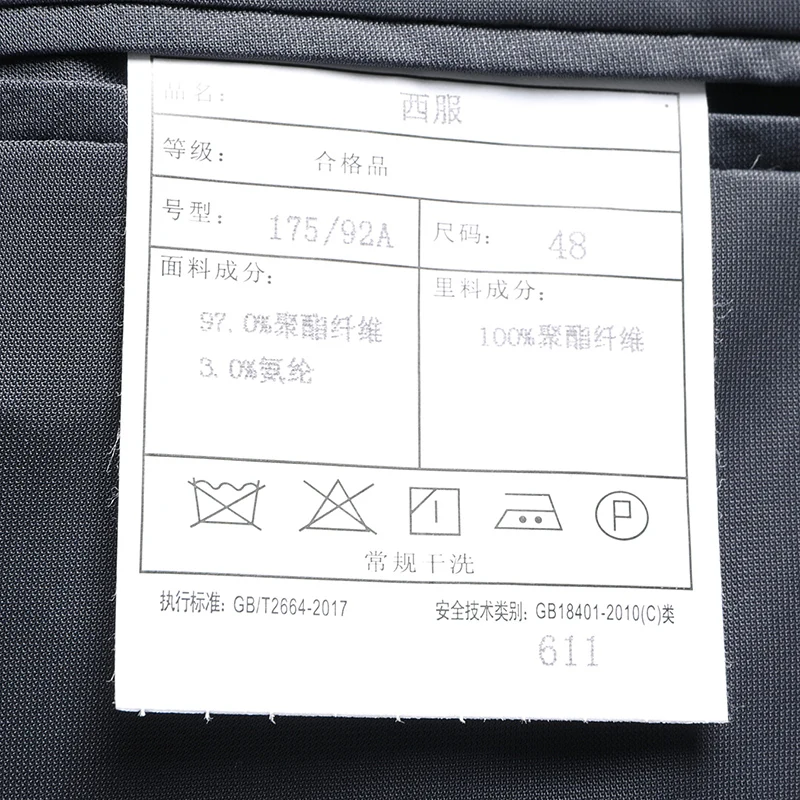 品名： 西服
等级： 合格品
号型： 175/92A 尺码： 48
面料成分： 里料成分：
97.0%聚酯纤维 100%聚酯纤维
3.0%氨纶
P
常规干洗
执行标准：GB/T2664-2017 安全技术类别：GB18401-2010(C)类
611